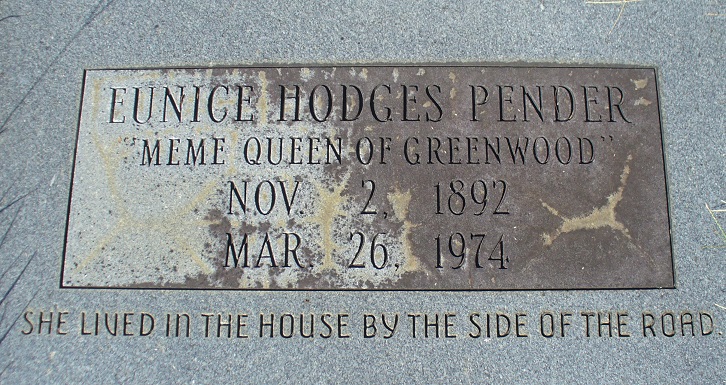 EUNICE HODGES PENDER
"MEME QUEEN OF GREENWOOD"
NOV. 2, 1892
MAR. 26, 1974
SHE LIVED IN THE HOUSE BY THE SIDE OF THE ROAD.